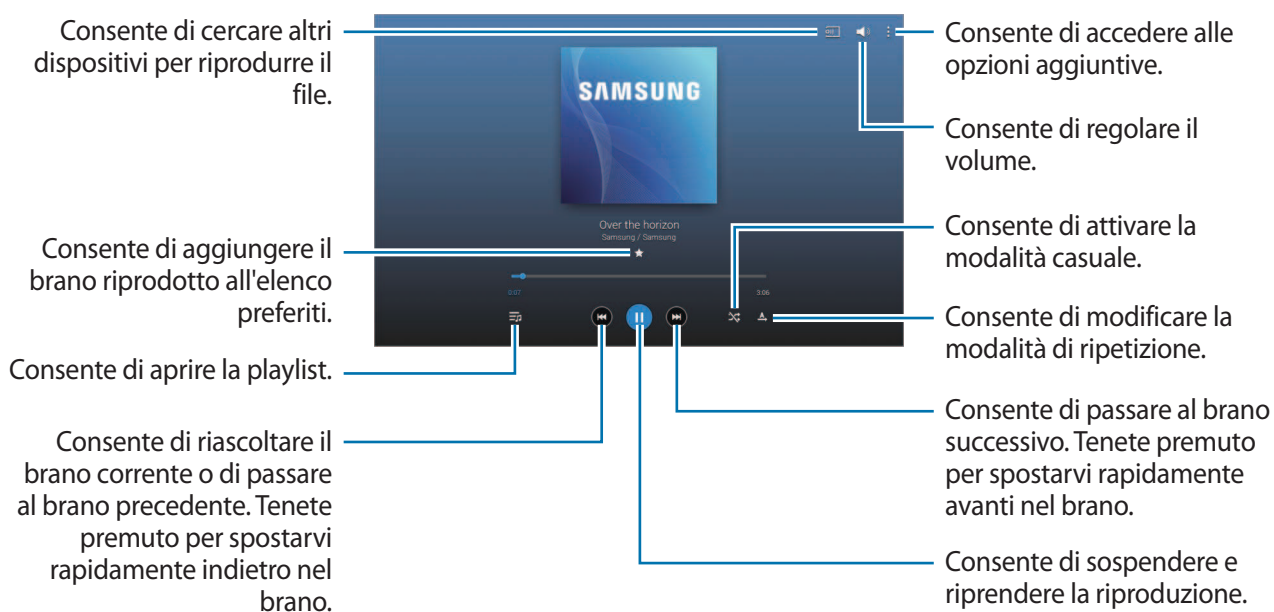 Consente di cercare altri
dispositivi per riprodurre il
file.
Consente di aggiungere il
brano riprodotto all'elenco
preferiti.
Consente di aprire la playlist.
Consente di riascoltare il
brano corrente o di passare
al brano precedente. Tenete
premuto per spostarvi
rapidamente indietro nel
brano.
SAMSUNG
Over the horizon
Samsung / Samsung
0:07
3:06
Consente di accedere alle
opzioni aggiuntive.
Consente di regolare il
volume.
Consente di attivare la
modalità casuale.
Consente di modificare la
modalità di ripetizione.
Consente di passare al brano
successivo. Tenete premuto
per spostarvi rapidamente
avanti nel brano.
Consente di sospendere e
riprendere la riproduzione.